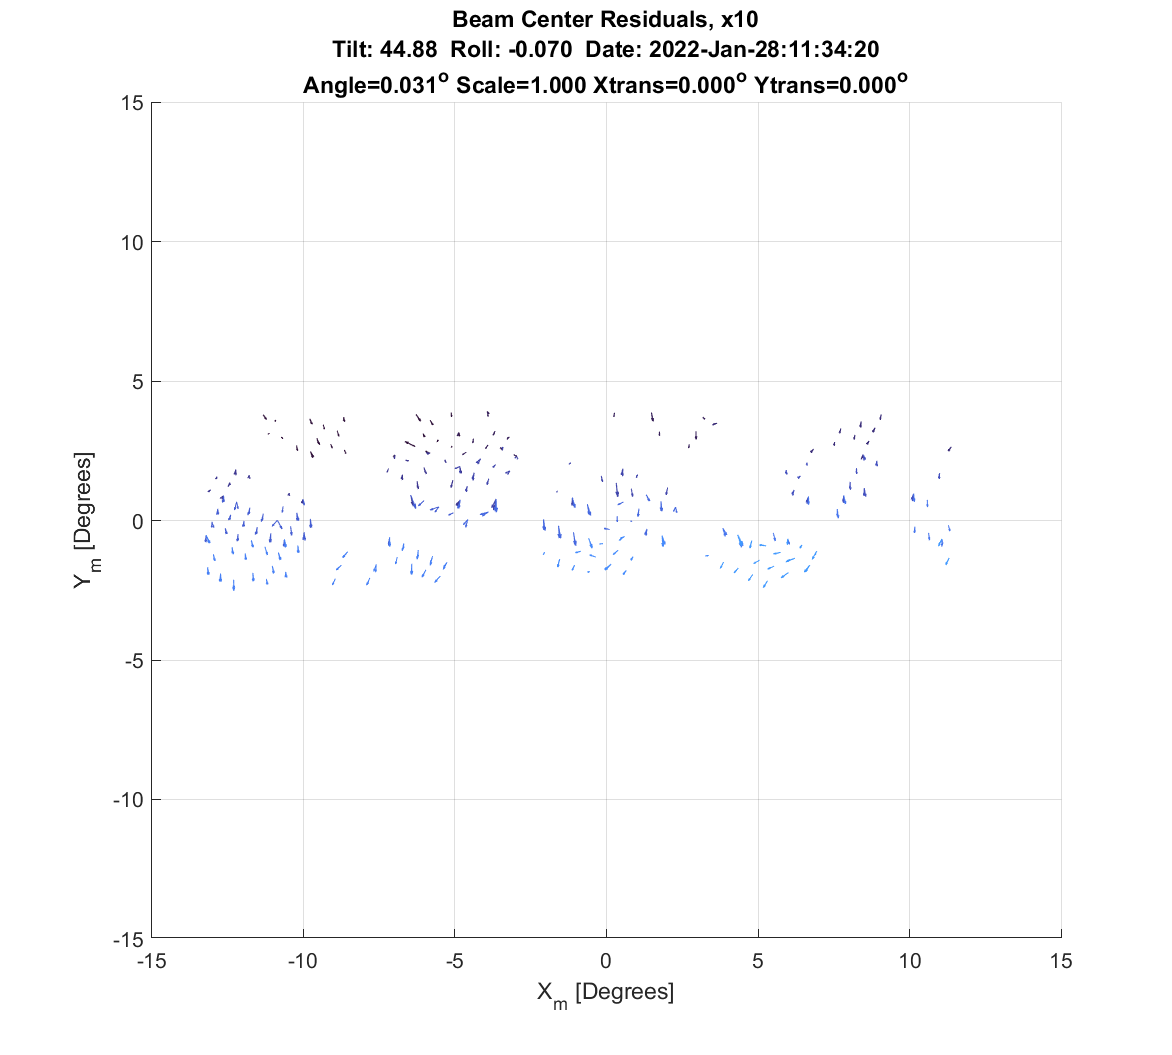 Beam Center Residuals, x10
Tilt: 44.88 Roll: -0.070 Date: 2022-Jan-28:11:34:20
Angle=0.031° Scale=1.000 Xtrans=0.000° Ytrans=0.000°
15
10
5
0
-5
-10
-15
Y_m [Degrees]
-15 -10 -5 0 5 10 15
X_m [Degrees]